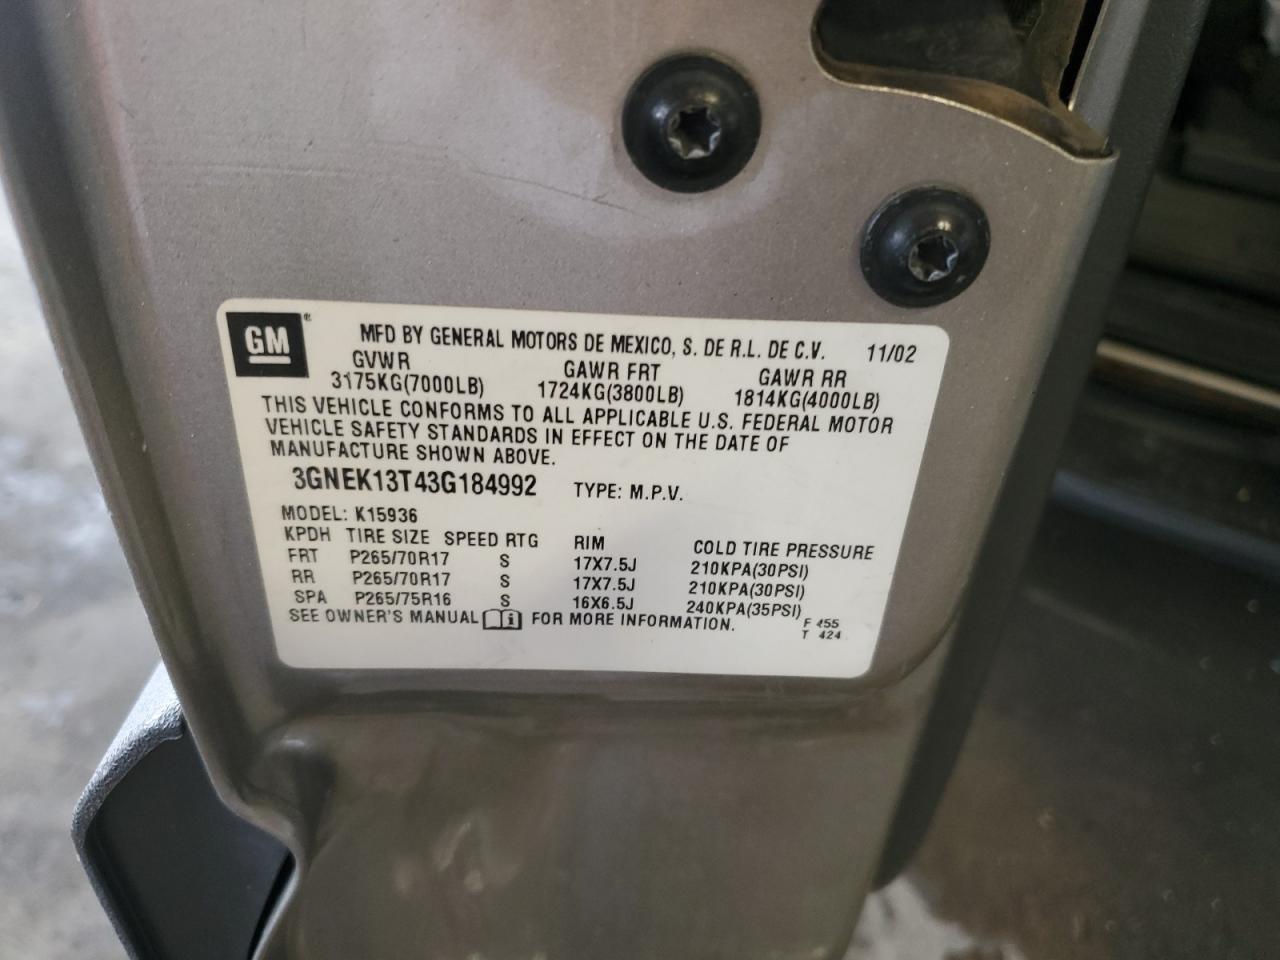 GM ®
MFD BY GENERAL MOTORS DE MEXICO, S. DE R.L. DE C.V. 11/02
GVWR GAWR FRT GAWR RR
3175KG(7000LB) 1724KG(3800LB) 1814KG(4000LB)
THIS VEHICLE CONFORMS TO ALL APPLICABLE U.S. FEDERAL MOTOR
VEHICLE SAFETY STANDARDS IN EFFECT ON THE DATE OF
MANUFACTURE SHOWN ABOVE.
3GNEK13T43G184992 TYPE: M.P.V.
MODEL: K15936
KPDH TIRE SIZE SPEED RTG RIM COLD TIRE PRESSURE
FRT P265/70R17 S 17X7.5J 210KPA(30PSI)
RR P265/70R17 S 17X7.5J 210KPA(30PSI)
SPA P265/75R16 S 16X6.5J 240KPA(35PSI)
SEE OWNER'S MANUAL i FOR MORE INFORMATION.
F 455
T 424